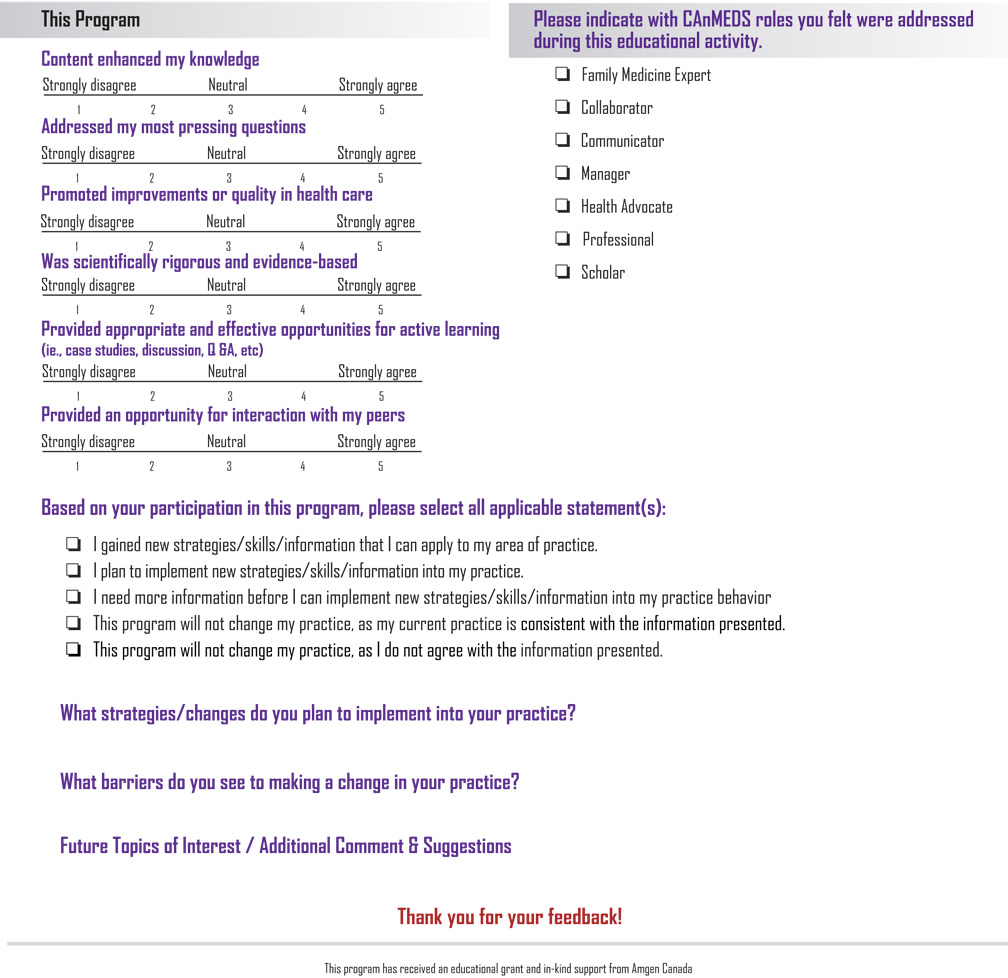 This Program
Content enhanced my knowledge
Strongly disagree Neutral Strongly agree
1 2 3 4 5
Addressed my most pressing questions
Strongly disagree Neutral Strongly agree
1 2 3 4 5
Promoted improvements or quality in health care
Strongly disagree Neutral Strongly agree
1 2 3 4 5
Was scientifically rigorous and evidence-based
Strongly disagree Neutral Strongly agree
1 2 3 4 5
Provided appropriate and effective opportunities for active learning
(ie., case studies, discussion, Q &A, etc)
Strongly disagree Neutral Strongly agree
1 2 3 4 5
Provided an opportunity for interaction with my peers
Strongly disagree Neutral Strongly agree
1 2 3 4 5
Please indicate with CAnMEDS roles you felt were addressed
during this educational activity.
❏ Family Medicine Expert
❏ Collaborator
❏ Communicator
❏ Manager
❏ Health Advocate
❏ Professional
❏ Scholar
Based on your participation in this program, please select all applicable statement(s):
❏ I gained new strategies/skills/information that I can apply to my area of practice.
❏ I plan to implement new strategies/skills/information into my practice.
❏ I need more information before I can implement new strategies/skills/information into my practice behavior
❏ This program will not change my practice, as my current practice is consistent with the information presented.
❏ This program will not change my practice, as I do not agree with the information presented.
What strategies/changes do you plan to implement into your practice?
What barriers do you see to making a change in your practice?
Future Topics of Interest / Additional Comment & Suggestions
Thank you for your feedback!
This program has received an educational grant and in-kind support from Amgen Canada